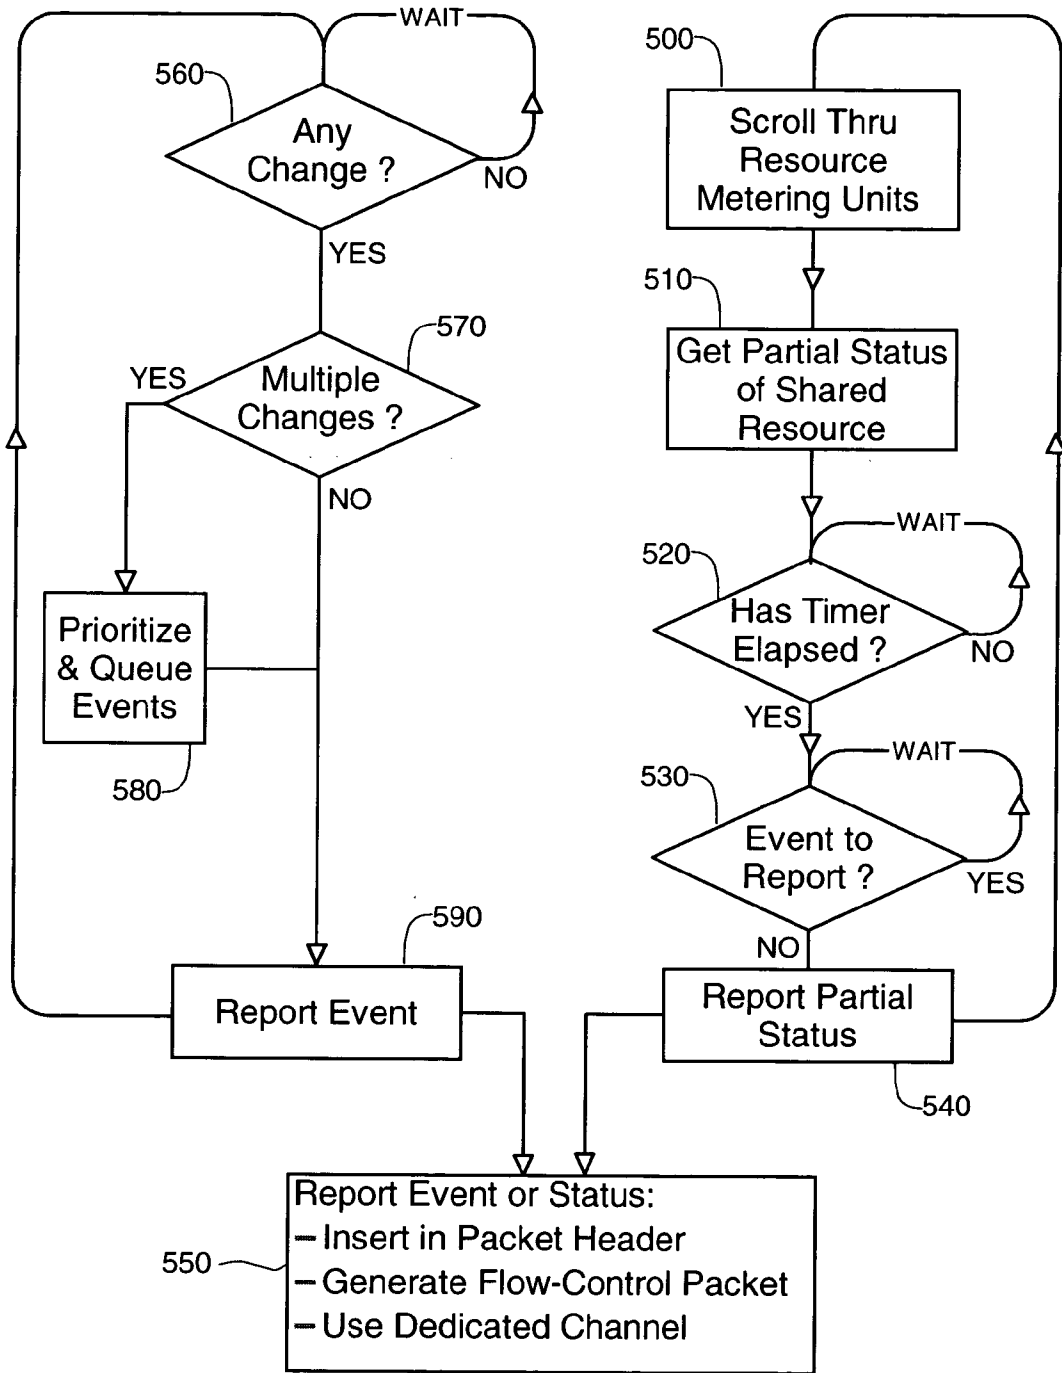 WAIT
560
Any
Change ?
NO
YES
570
YES
Multiple
Changes ?
NO
Prioritize
& Queue
Events
580
590
Report Event
500
Scroll Thru
Resource
Metering Units
510
Get Partial Status
of Shared
Resource
WAIT
520
Has Timer
Elapsed ?
NO
YES
WAIT
530
Event to
Report ?
YES
NO
Report Partial
Status
540
550
Report Event or Status:
– Insert in Packet Header
– Generate Flow-Control Packet
– Use Dedicated Channel